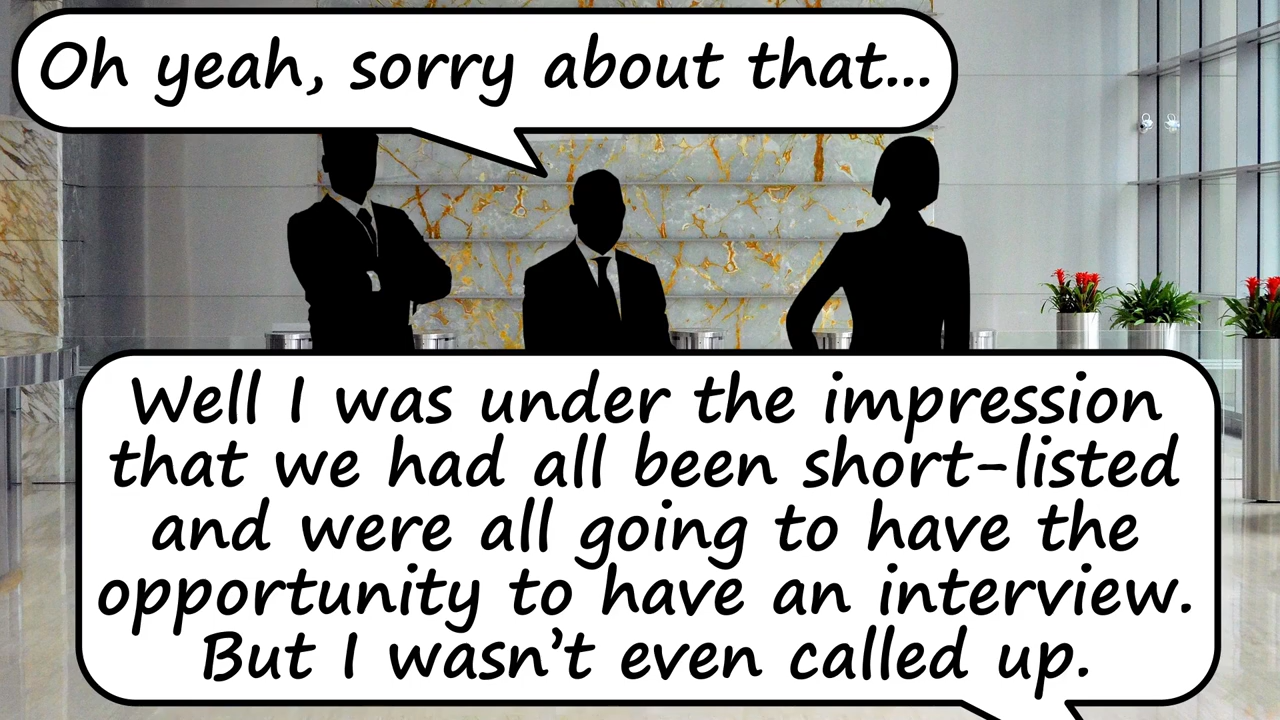 Oh yeah, sorry about that...
Well I was under the impression
that we had all been short-listed
and were all going to have the
opportunity to have an interview.
But I wasn't even called up.